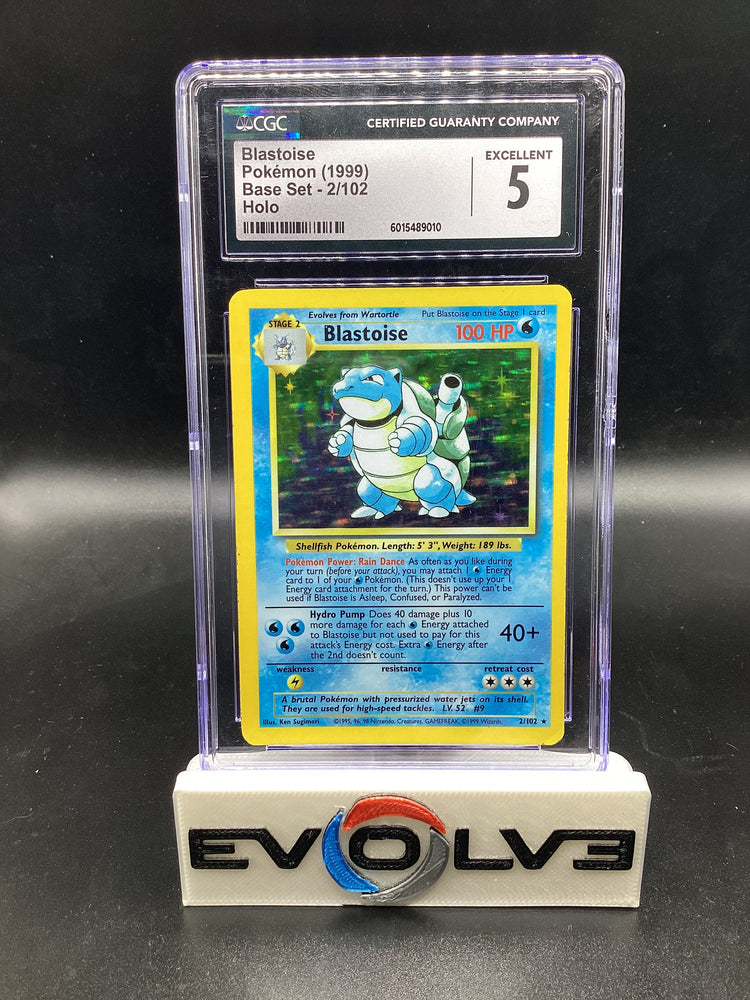 CGC
CERTIFIED GUARANTY COMPANY
Blastoise
Pokémon (1999)
Base Set - 2/102
Holo
6015489010
EXCELLENT
5
Evolves from Wartortle
Put Blastoise on the Stage 1 card
STAGE 2
Blastoise
100 HP
Shellfish Pokémon. Length: 5' 3", Weight: 189 lbs.
Pokémon Power: Rain Dance As often as you like during
your turn (before your attack), you may attach 1 Energy
card to 1 of your Pokémon. (This doesn't use up your 1
Energy card attachment for the turn.) This power can't be
used if Blastoise is Asleep, Confused, or Paralyzed.
Hydro Pump Does 40 damage plus 10
more damage for each Energy attached
to Blastoise but not used to pay for this
attack's Energy cost. Extra Energy after
the 2nd doesn't count.
40+
weakness
resistance
retreat cost
A brutal Pokémon with pressurized water jets on its shell.
They are used for high-speed tackles. LV. 52 #9
Illus. Ken Sugimori
©1995, 96, 98 Nintendo, Creatures, GAMEFREAK. ©1999 Wizards.
2/102 ★
EVOLVE